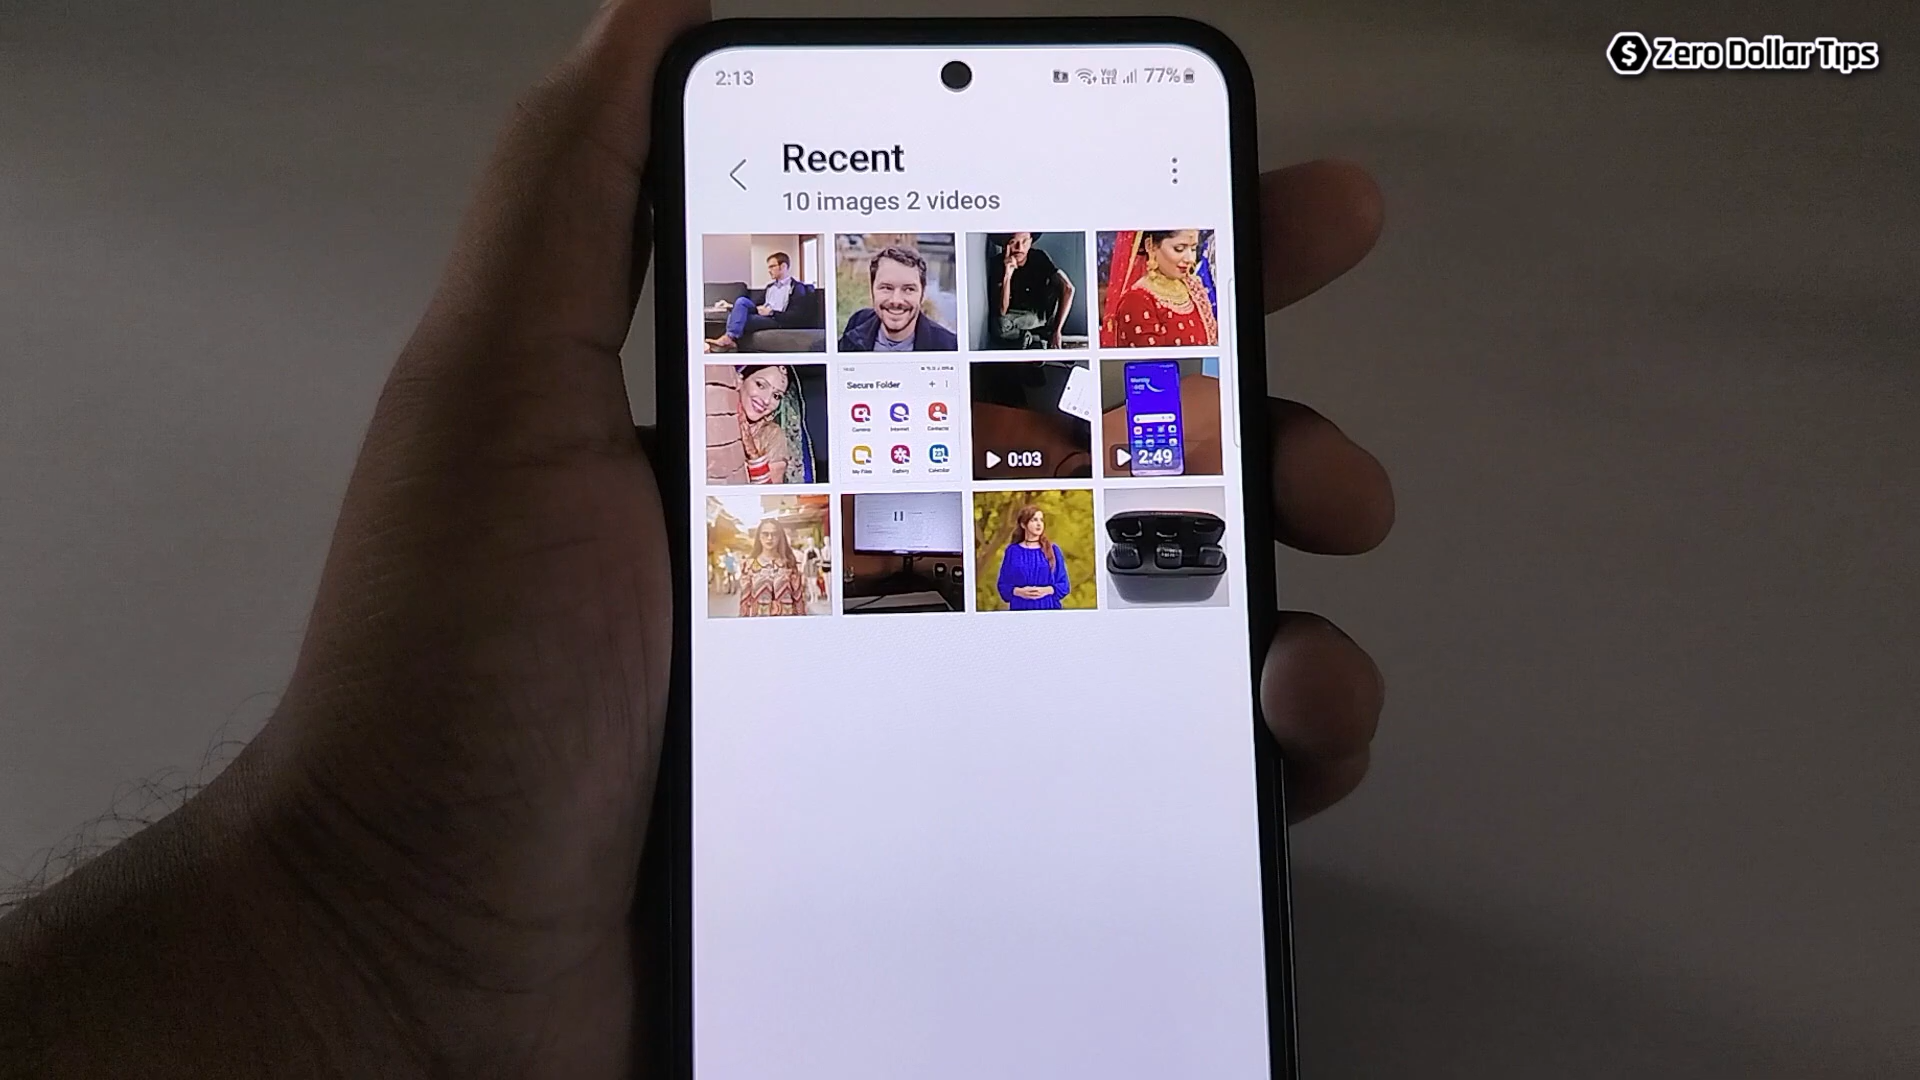 Zero Dollar Tips
2:13
77%
Recent
10 images 2 videos
Secure Folder
Camera
Internet
Contacts
My Files
Gallery
Calendar
0:03
2:49